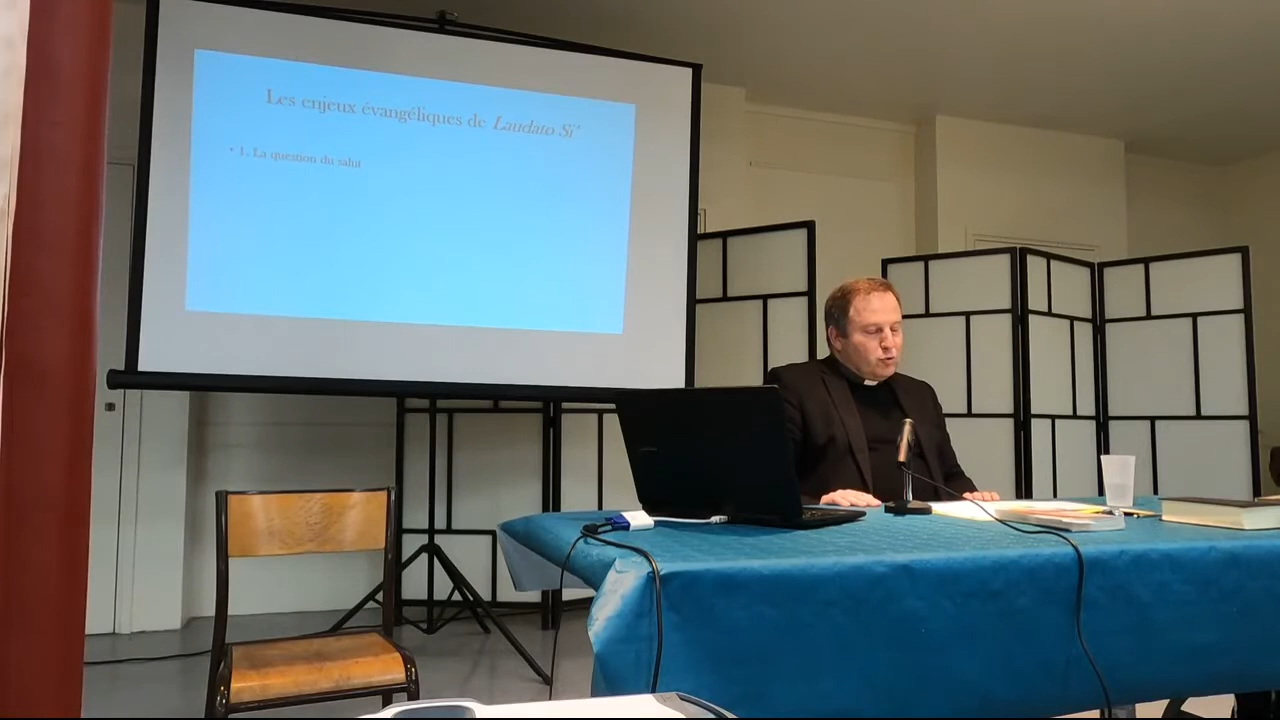 Les enjeux évangéliques de Laudato Si'
• 1. La question du salut